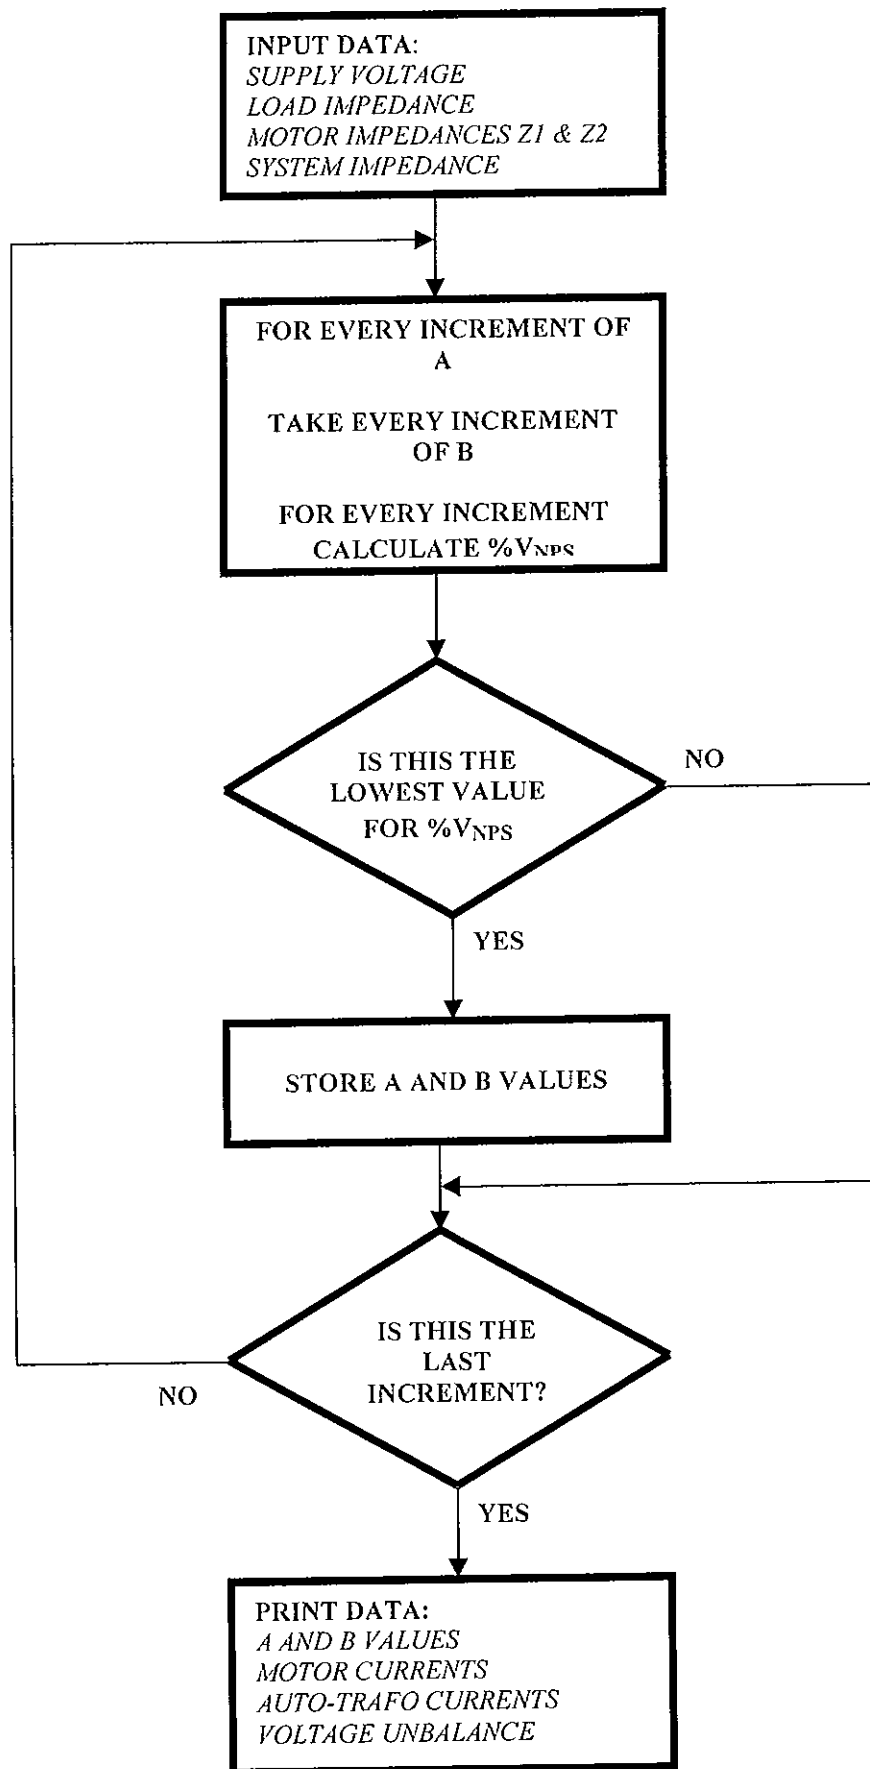 INPUT DATA:
SUPPLY VOLTAGE
LOAD IMPEDANCE
MOTOR IMPEDANCES Z1 & Z2
SYSTEM IMPEDANCE
FOR EVERY INCREMENT OF
A
TAKE EVERY INCREMENT
OF B
FOR EVERY INCREMENT
CALCULATE %VNPS
IS THIS THE
LOWEST VALUE
FOR %VNPS
NO
YES
STORE A AND B VALUES
IS THIS THE
LAST
INCREMENT?
NO
YES
PRINT DATA:
A AND B VALUES
MOTOR CURRENTS
AUTO-TRAFO CURRENTS
VOLTAGE UNBALANCE